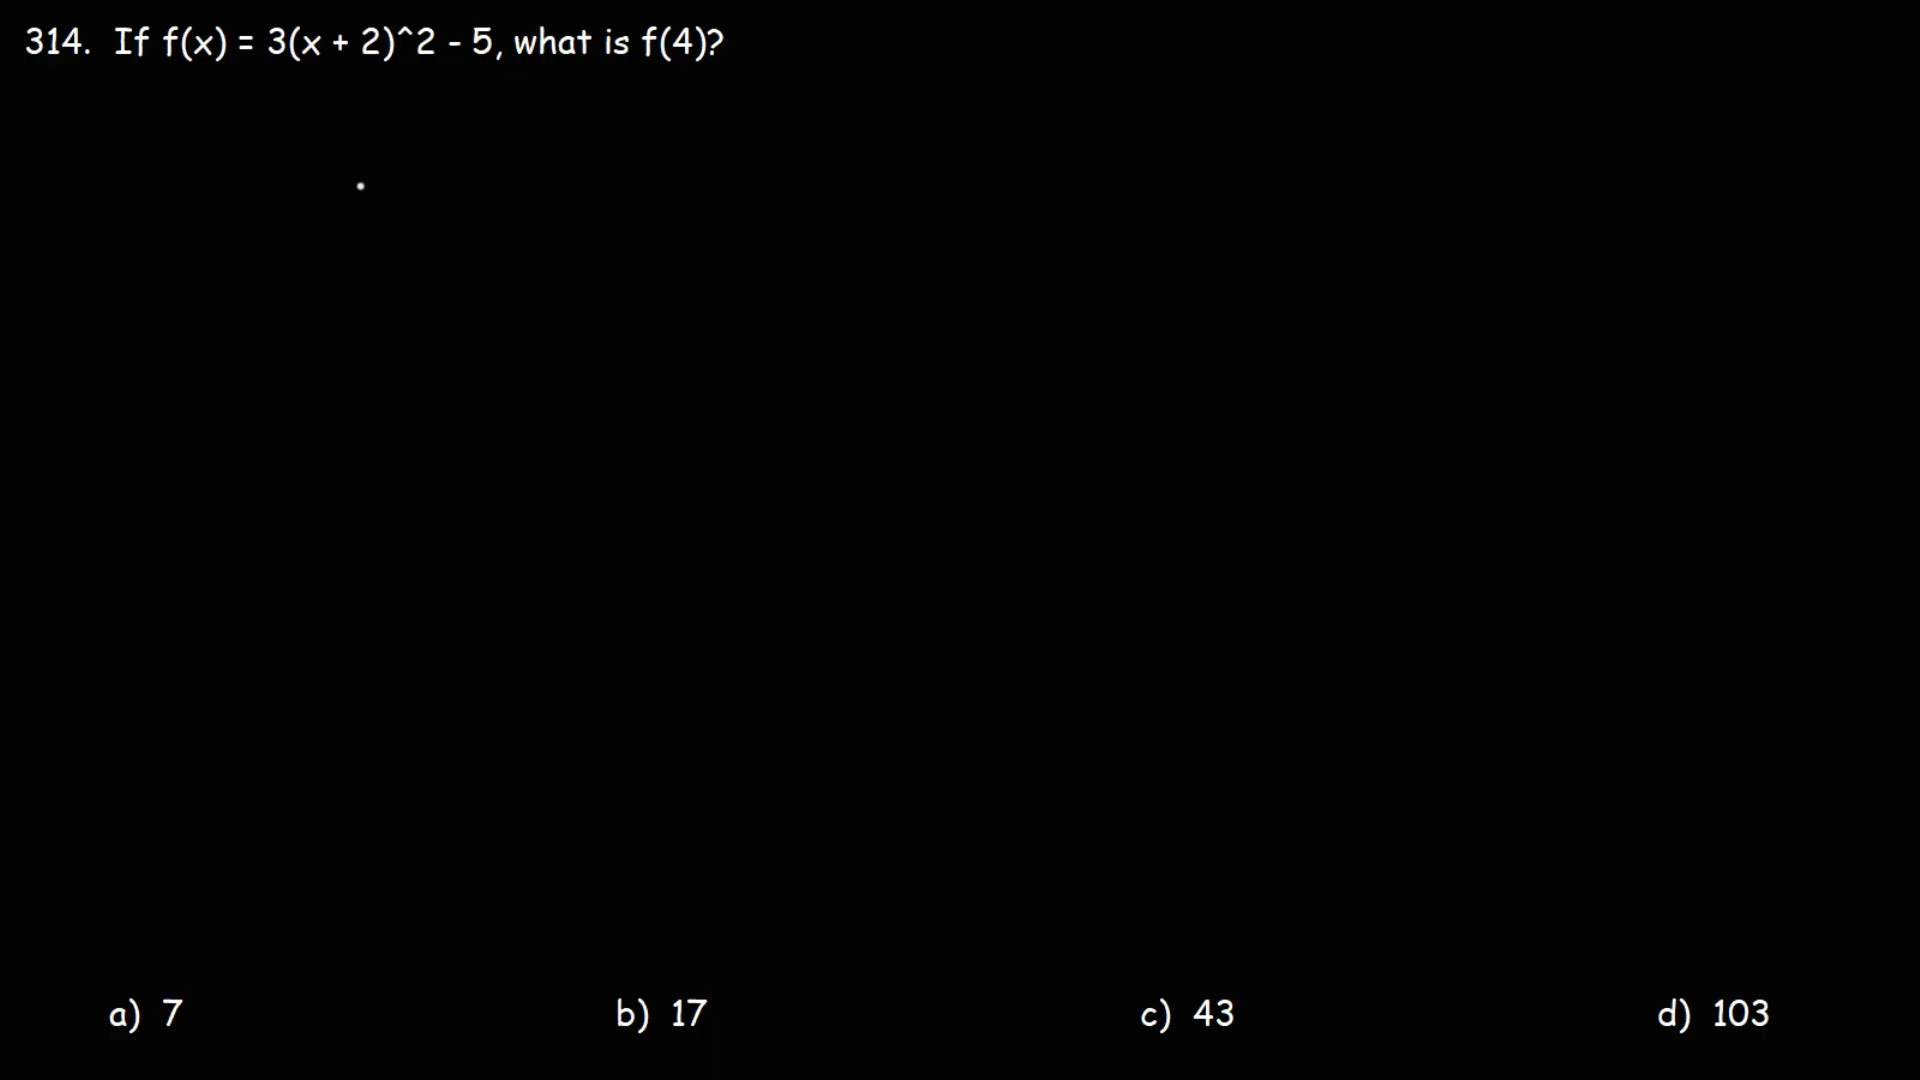 314. If f(x) = 3(x + 2)^2 - 5, what is f(4)?
a) 7 b) 17 c) 43 d) 103